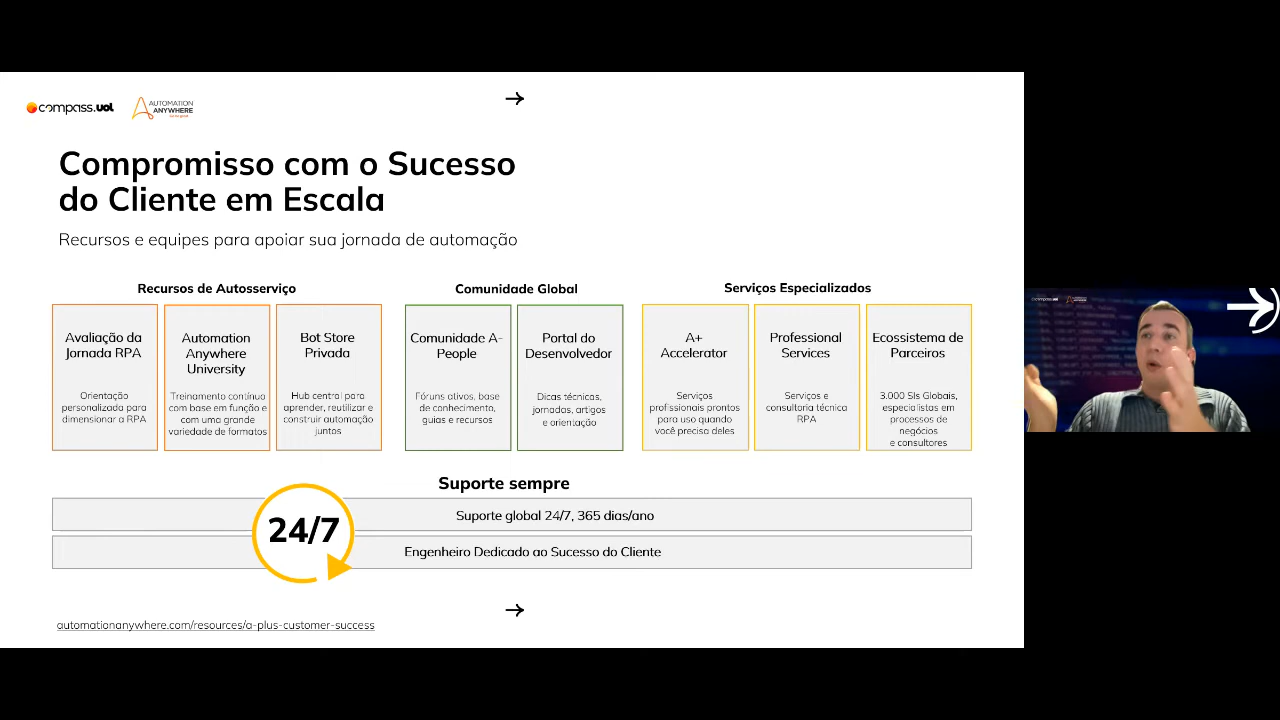 compass.uol
AUTOMATION
ANYWHERE
Compromisso com o Sucesso
do Cliente em Escala
Recursos e equipes para apoiar sua jornada de automação
Recursos de Autosserviço
Avaliação da
Jornada RPA
Orientação
personalizada para
dimensionar a RPA
Automation
Anywhere
University
Treinamento contínuo
com base em função e
com uma grande
variedade de formatos
Bot Store
Privada
Hub central para
aprender, reutilizar e
construir automação
juntos
Comunidade Global
Comunidade A-
People
Fóruns ativos, base
de conhecimento,
guias e recursos
Portal do
Desenvolvedor
Dicas técnicas,
jornadas, artigos
e orientação
Serviços Especializados
A+
Accelerator
Serviços
profissionais prontos
para uso quando
você precisa deles
Professional
Services
Serviços e
consultoria técnica
RPA
Ecossistema de
Parceiros
3.000 SIs Globais,
especialistas em
processos de
negócios
e consultores
Suporte sempre
24/7
Suporte global 24/7, 365 dias/ano
Engenheiro Dedicado ao Sucesso do Cliente
automationanywhere.com/resources/a-plus-customer-success